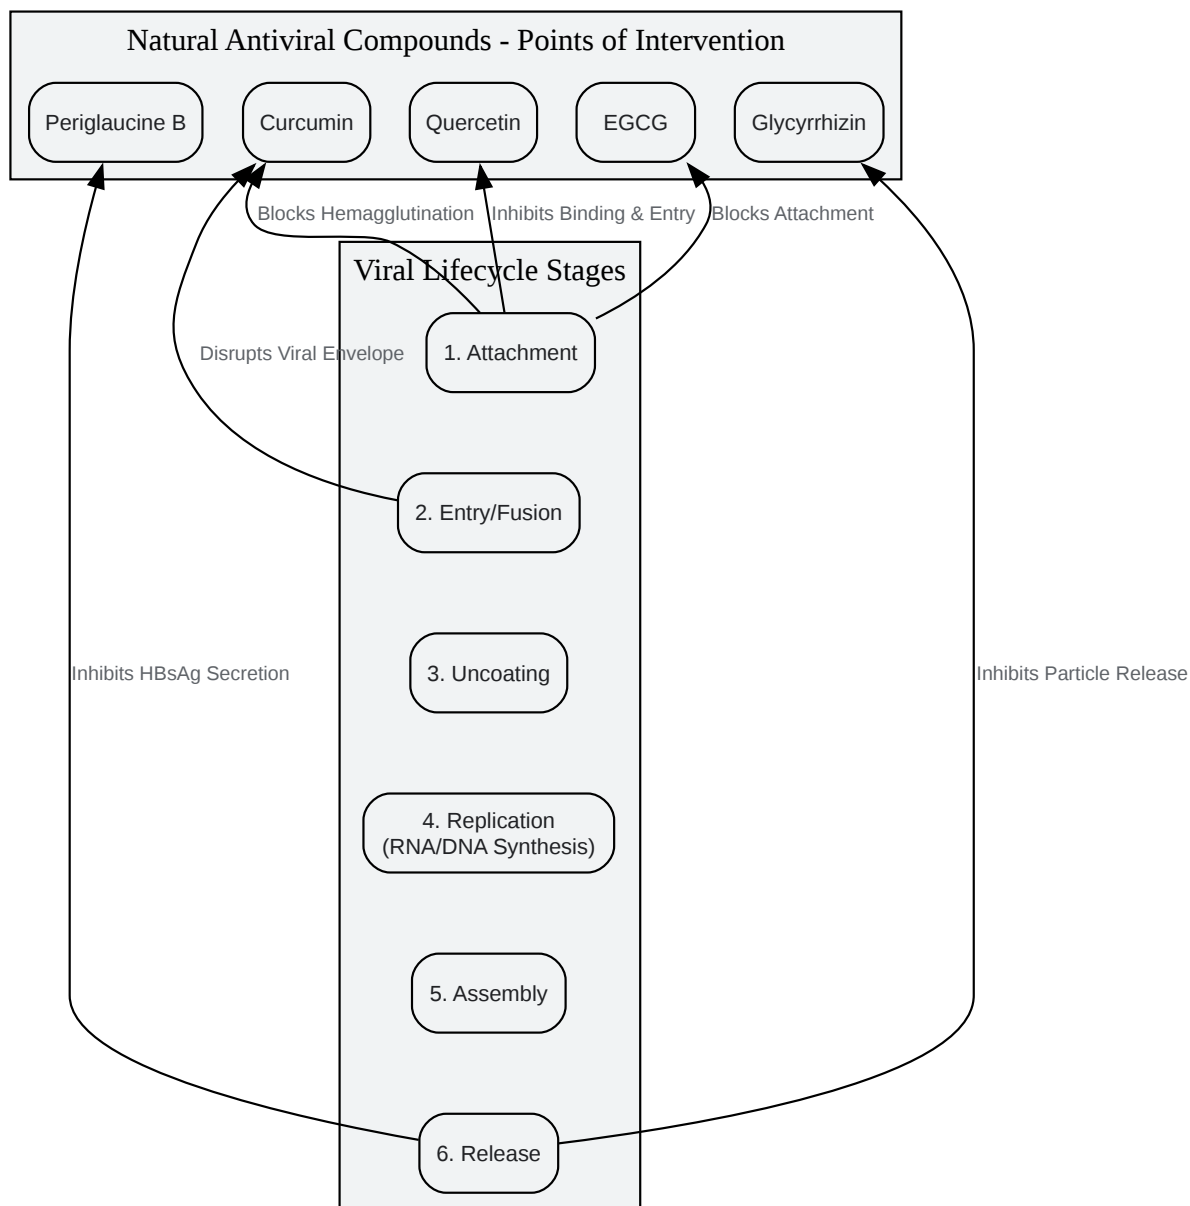 Natural Antiviral Compounds - Points of Intervention
Periglaucine B
Curcumin
Quercetin
EGCG
Glycyrrhizin
Blocks Hemagglutination
Inhibits Binding & Entry
Blocks Attachment
Viral Lifecycle Stages
Disrupts Viral Envelope
1. Attachment
2. Entry/Fusion
Inhibits HBsAg Secretion
3. Uncoating
Inhibits Particle Release
4. Replication
(RNA/DNA Synthesis)
5. Assembly
6. Release